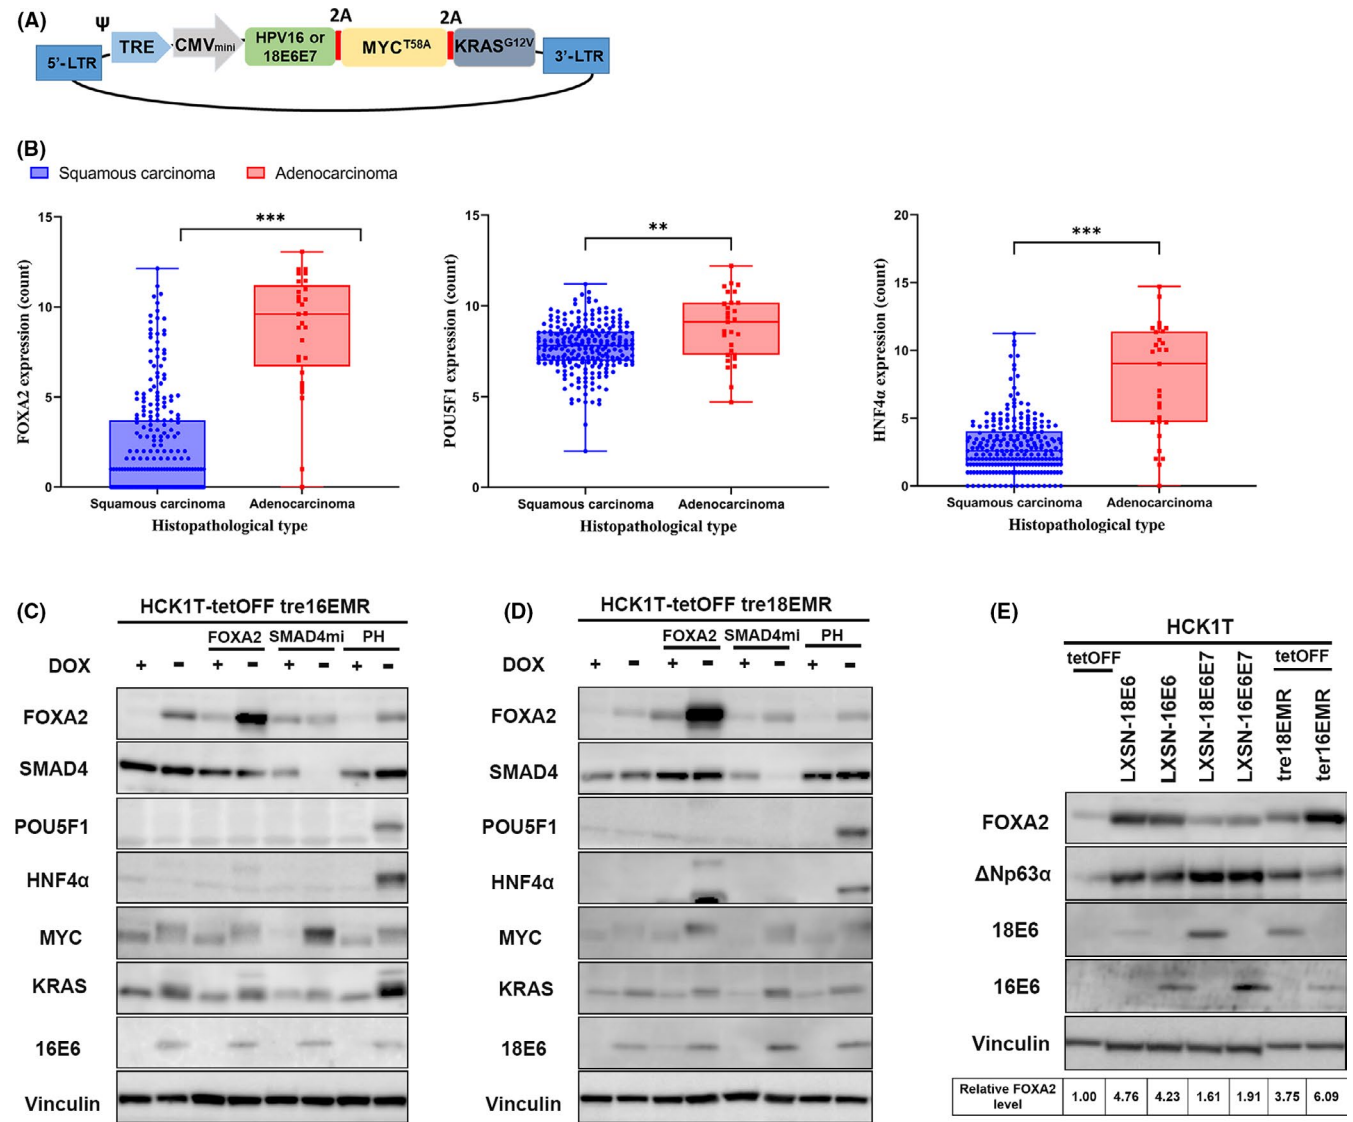 (A)
Ψ
2A
2A
5'-LTR
TRE
CMVmini
HPV16 or
18E6E7
MYCT58A
KRASG12V
3'-LTR
(B)
Squamous carcinoma
Adenocarcinoma
FOXA2 expression (count)
15
10
5
0
***
Squamous carcinoma
Adenocarcinoma
Histopathological type
POU5F1 expression (count)
15
10
5
0
**
Squamous carcinoma
Adenocarcinoma
Histopathological type
HNF4α expression (count)
20
15
10
5
0
***
Squamous carcinoma
Adenocarcinoma
Histopathological type
(C)
HCK1T-tetOFF tre16EMR
FOXA2 SMAD4mi PH
DOX + - + - + - + -
FOXA2
SMAD4
POU5F1
HNF4α
MYC
KRAS
16E6
Vinculin
(D)
HCK1T-tetOFF tre18EMR
FOXA2 SMAD4mi PH
DOX + - + - + - + -
FOXA2
SMAD4
POU5F1
HNF4α
MYC
KRAS
18E6
Vinculin
(E)
HCK1T
tetOFF
tetOFF
LXSN-18E6
LXSN-16E6
LXSN-18E6E7
LXSN-16E6E7
tre18EMR
ter16EMR
FOXA2
ΔNp63α
18E6
16E6
Vinculin
Relative FOXA2
level
1.00 4.76 4.23 1.61 1.91 3.75 6.09